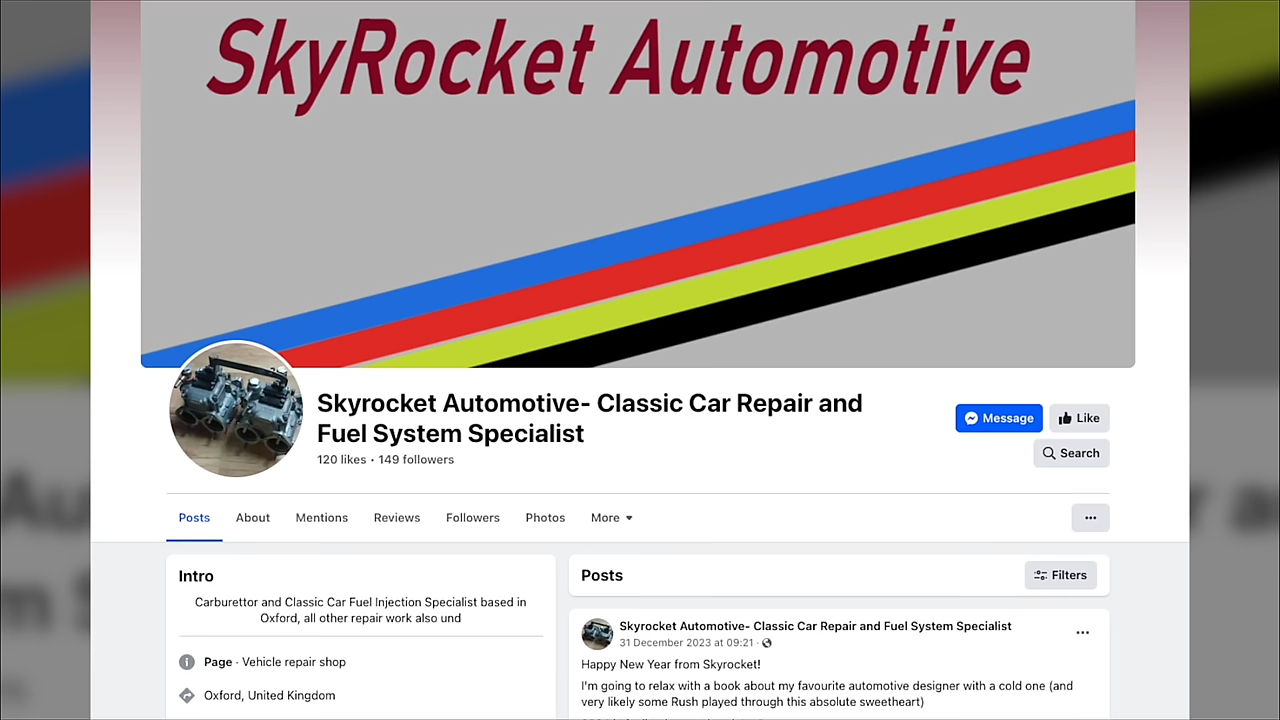 SkyRocket Automotive
Skyrocket Automotive- Classic Car Repair and
Fuel System Specialist
120 likes • 149 followers
Message
Like
Search
Posts
About
Mentions
Reviews
Followers
Photos
More
Intro
Carburettor and Classic Car Fuel Injection Specialist based in
Oxford, all other repair work also und
Page · Vehicle repair shop
Oxford, United Kingdom
Posts
Filters
Skyrocket Automotive- Classic Car Repair and Fuel System Specialist
31 December 2023 at 09:21 ·
Happy New Year from Skyrocket!
I'm going to relax with a book about my favourite automotive designer with a cold one (and
very likely some Rush played through this absolute sweetheart)